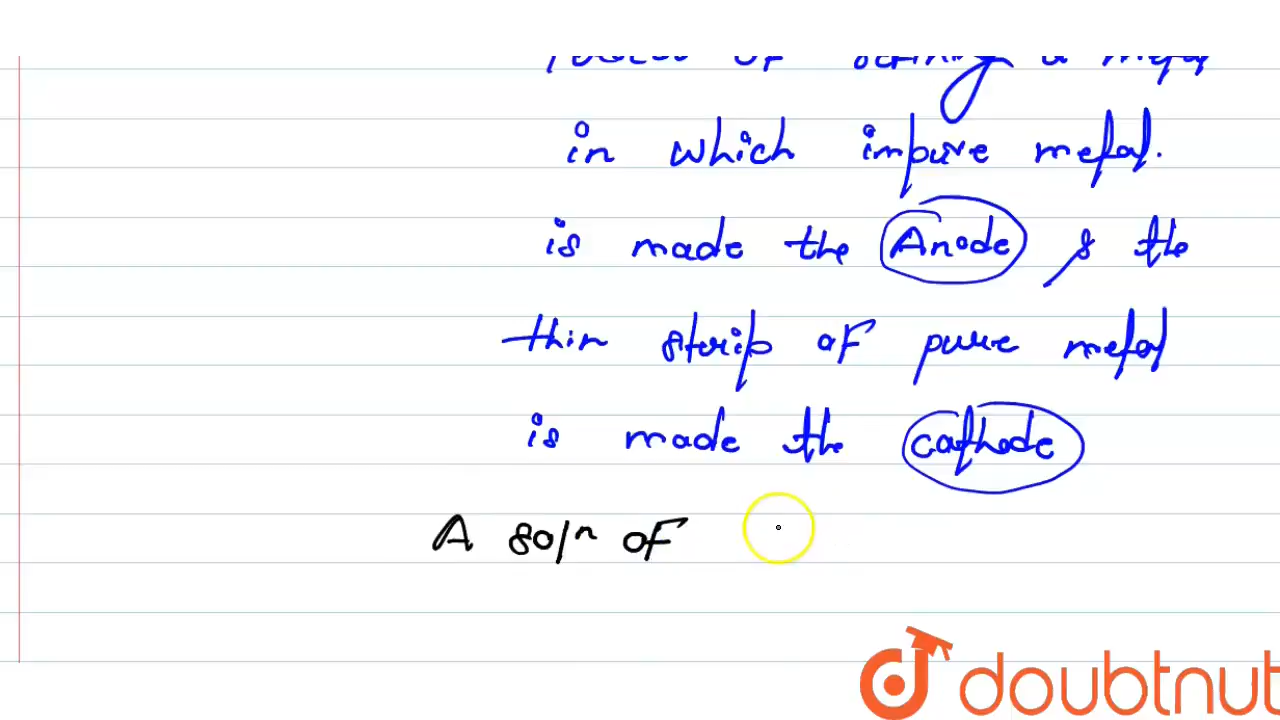 of a
in which impure metal.
is made the Anode & the
thin strip of pure metal
is made the cathode
A solⁿ of
doubtnut